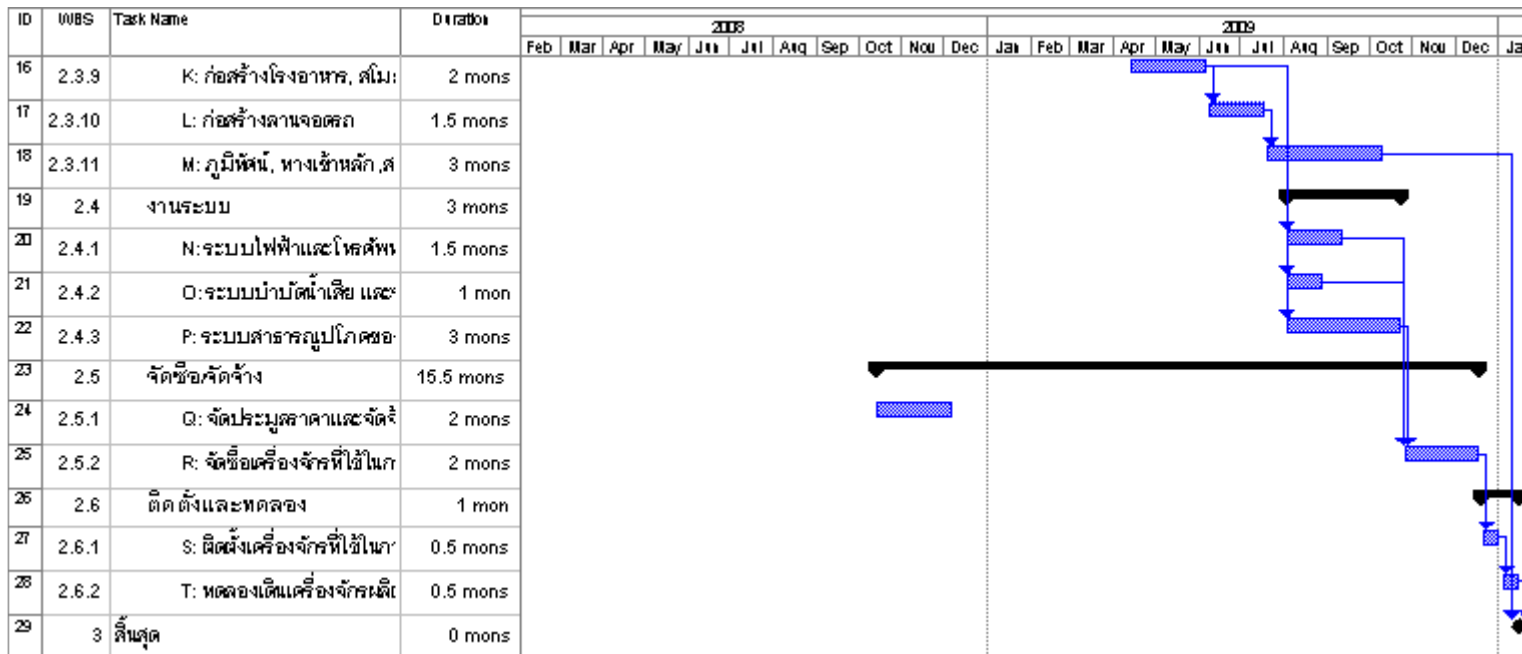 ID WBS Task Name Duration 2008 2009
Feb Mar Apr May Jun Jul Aug Sep Oct Nov Dec Jan Feb Mar Apr May Jun Jul Aug Sep Oct Nov Dec Ja
16 2.3.9 K: ก่อสร้างโรงอาหาร, สโม 2 mons
17 2.3.10 L: ก่อสร้างลานจอดรถ 1.5 mons
18 2.3.11 M: ภูมิทัศน์, ทางเข้าหลัก ,ส 3 mons
19 2.4 งานระบบ 3 mons
20 2.4.1 N:ระบบไฟฟ้าและโทรศัพท 1.5 mons
21 2.4.2 O:ระบบบำบัดน้ำเสีย และ 1 mon
22 2.4.3 P: ระบบสาธารณูปโภคขอ 3 mons
23 2.5 จัดซื้อ/จัดจ้าง 15.5 mons
24 2.5.1 Q: จัดประมูลราคาและจัดจ้ 2 mons
25 2.5.2 R: จัดซื้อเครื่องจักรที่ใช้ในก 2 mons
26 2.6 ติดตั้งและทดลอง 1 mon
27 2.6.1 S: ติดตั้งเครื่องจักรที่ใช้ในก 0.5 mons
28 2.6.2 T: ทดลองเดินเครื่องจักรผลิ 0.5 mons
29 3 สิ้นสุด 0 mons